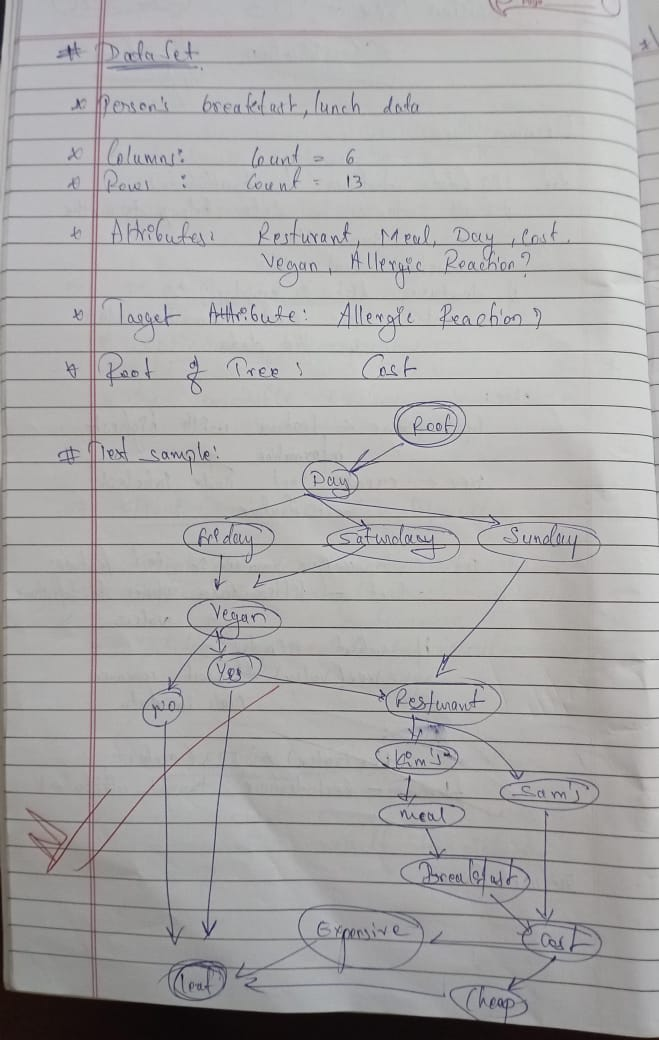 # DataSet
* Person's breakfast, lunch data
* Columns: Count = 6
* Rows : Count = 13
* Attributes: Resturant, Meal, Day, Cost,
Vegan, Allergic Reaction?
* Target Attribute: Allergic Reaction?
* Root of Tree: Cost
Root
# Test sample:
Day
Friday Saturday Sunday
Vegan
Yes
No Resturant
Kim's
Sam's
Meal
Breakfast
Expensive Cost
leaf
Cheap